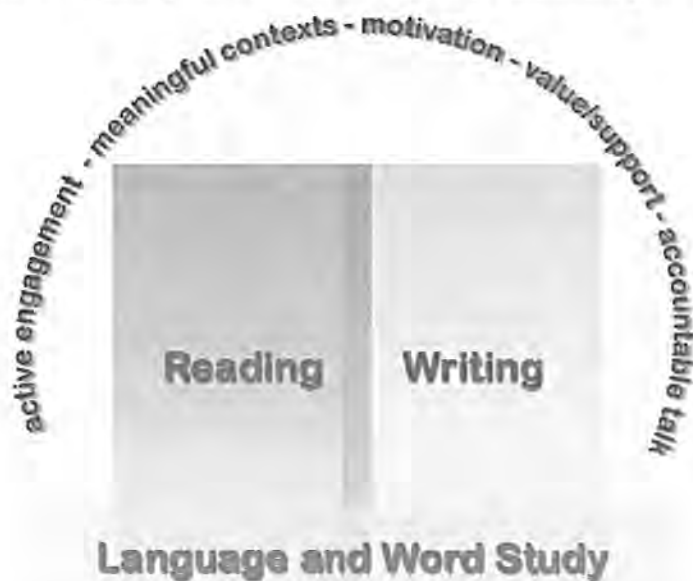 active engagement - meaningful contexts - motivation - value/support - accountable talk
Reading
Writing
Language and Word Study